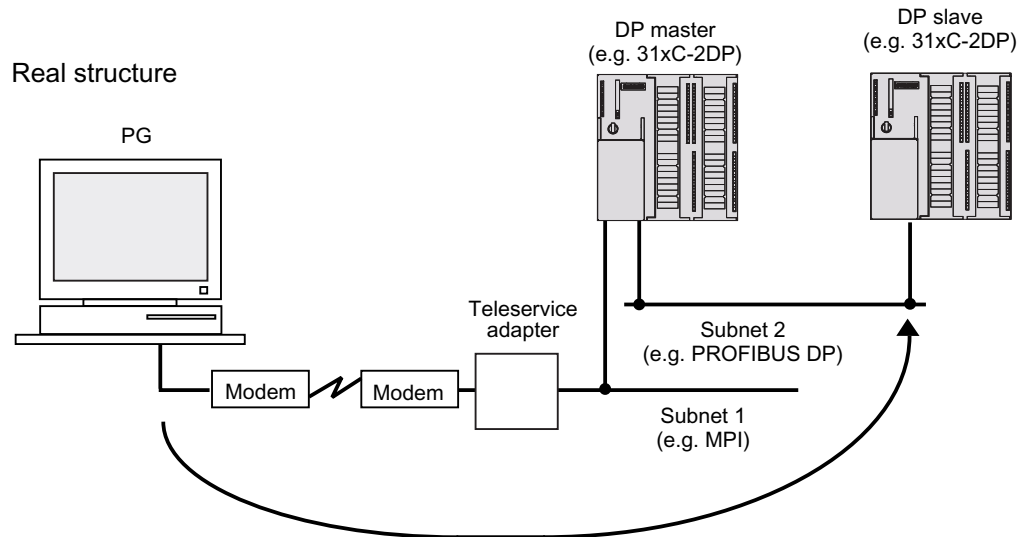 DP master
(e.g. 31xC-2DP)
DP slave
(e.g. 31xC-2DP)
Real structure
PG
Teleservice
adapter
Subnet 2
(e.g. PROFIBUS DP)
Modem
Modem
Subnet 1
(e.g. MPI)